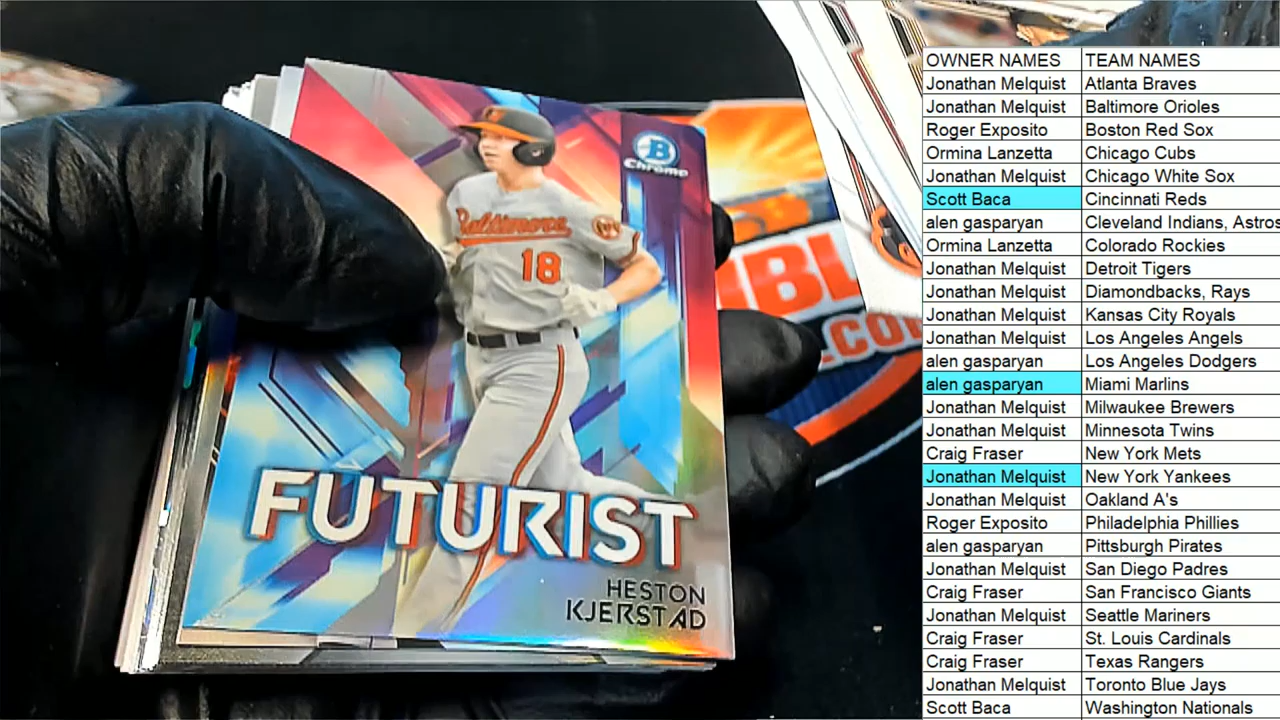 B
Chrome
Baltimore
18
FUTURIST
HESTON
KJERSTAD
.CO
OWNER NAMES TEAM NAMES
Jonathan Melquist Atlanta Braves
Jonathan Melquist Baltimore Orioles
Roger Exposito Boston Red Sox
Ormina Lanzetta Chicago Cubs
Jonathan Melquist Chicago White Sox
Scott Baca Cincinnati Reds
alen gasparyan Cleveland Indians, Astros
Ormina Lanzetta Colorado Rockies
Jonathan Melquist Detroit Tigers
Jonathan Melquist Diamondbacks, Rays
Jonathan Melquist Kansas City Royals
Jonathan Melquist Los Angeles Angels
alen gasparyan Los Angeles Dodgers
alen gasparyan Miami Marlins
Jonathan Melquist Milwaukee Brewers
Jonathan Melquist Minnesota Twins
Craig Fraser New York Mets
Jonathan Melquist New York Yankees
Jonathan Melquist Oakland A's
Roger Exposito Philadelphia Phillies
alen gasparyan Pittsburgh Pirates
Jonathan Melquist San Diego Padres
Craig Fraser San Francisco Giants
Jonathan Melquist Seattle Mariners
Craig Fraser St. Louis Cardinals
Craig Fraser Texas Rangers
Jonathan Melquist Toronto Blue Jays
Scott Baca Washington Nationals